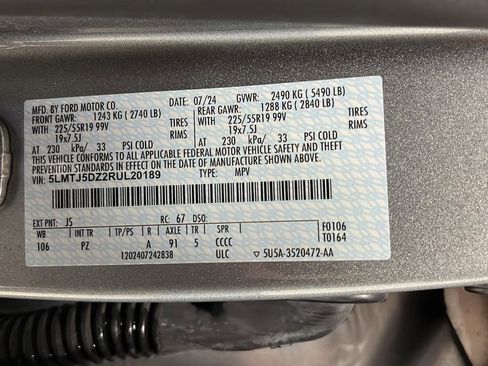 MFD. BY FORD MOTOR CO.
DATE: 07/24 GVWR: 2490 KG ( 5490 LB)
FRONT GAWR: 1243 KG ( 2740 LB) REAR GAWR: 1288 KG ( 2840 LB)
WITH 225/55R19 99V TIRES WITH 225/55R19 99V TIRES
19x7.5J RIMS 19x7.5J RIMS
AT 230 kPa/ 33 PSI COLD AT 230 kPa/ 33 PSI COLD
THIS VEHICLE CONFORMS TO ALL APPLICABLE FEDERAL MOTOR VEHICLE SAFETY AND THEFT PREVENTION STANDARDS IN EFFECT ON THE DATE OF MANUFACTURE SHOWN ABOVE.
VIN: 5LMTJ5DZ2RUL20189
TYPE: MPV
EXT PNT: JS RC: 67 DSO:
WB INT TR TP/PS R AXLE TR SPR
106 PZ A 91 5 CCCC
F0106
T0164
1202407242838 ULC 5USA-3520472-AA